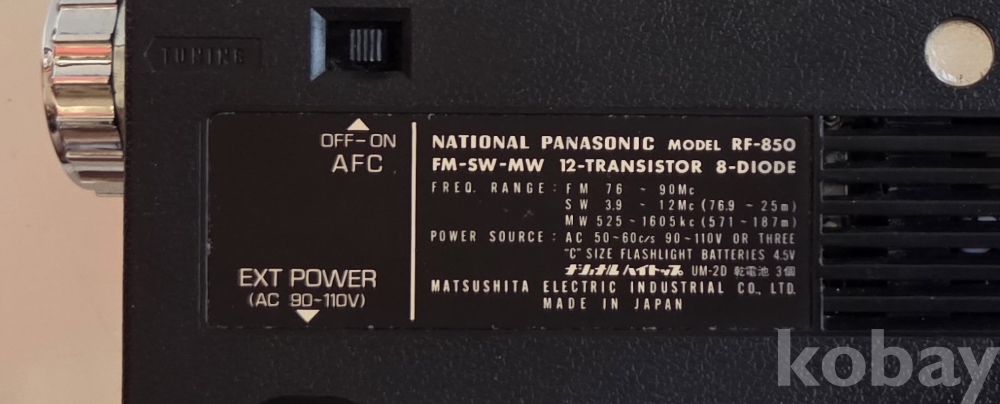 TUNING
OFF-ON
AFC
EXT POWER
(AC 90~110V)
NATIONAL PANASONIC MODEL RF-850
FM-SW-MW 12-TRANSISTOR 8-DIODE
FREQ. RANGE : FM 76 ~ 90Mc
SW 3.9 ~ 12Mc (76.9 ~ 25m)
MW 525 ~ 1605kc (571 ~ 187m)
POWER SOURCE : AC 50~60c/s 90~110V OR THREE
"C" SIZE FLASHLIGHT BATTERIES 4.5V
ナショナル ハイトップ UM-2D 乾電池 3個
MATSUSHITA ELECTRIC INDUSTRIAL CO., LTD.
MADE IN JAPAN
kobay